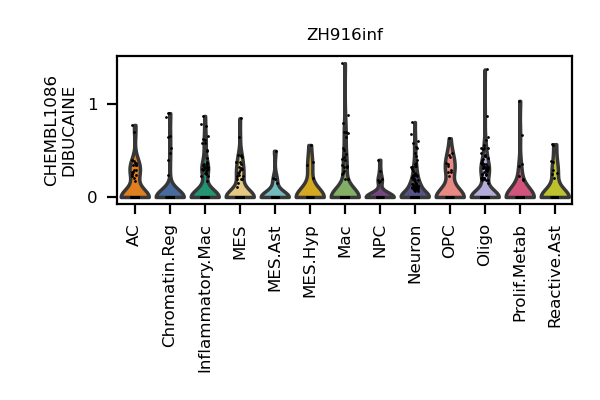 ZH916inf
CHEMBL1086
DIBUCAINE
1
0
AC
Chromatin.Reg
Inflammatory.Mac
MES
MES.Ast
MES.Hyp
Mac
NPC
Neuron
OPC
Oligo
Prolif.Metab
Reactive.Ast